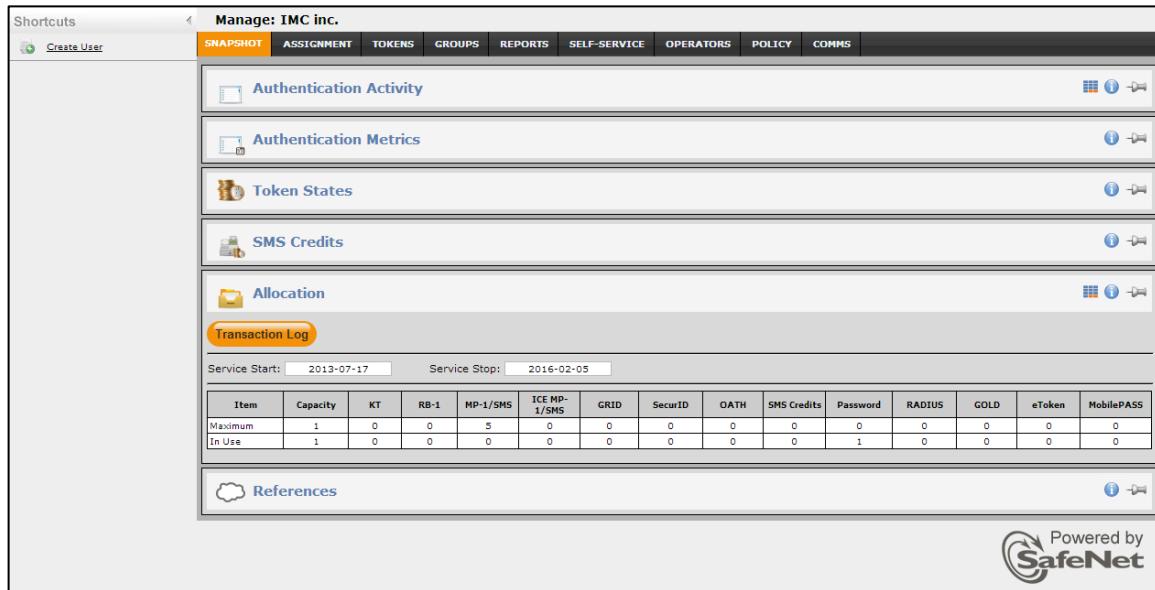 Shortcuts
Manage: IMC inc.
Create User
SNAPSHOT ASSIGNMENT TOKENS GROUPS REPORTS SELF-SERVICE OPERATORS POLICY COMMS
Authentication Activity
Authentication Metrics
Token States
SMS Credits
Allocation
Transaction Log
Service Start: 2013-07-17 Service Stop: 2016-02-05
Item Capacity KT RB-1 MP-1/SMS ICE MP-1/SMS GRID SecurID OATH SMS Credits Password RADIUS GOLD eToken MobilePASS
Maximum 1 0 0 5 0 0 0 0 0 0 0 0 0 0
In Use 1 0 0 0 0 0 0 0 0 1 0 0 0 0
References
Powered by
SafeNet